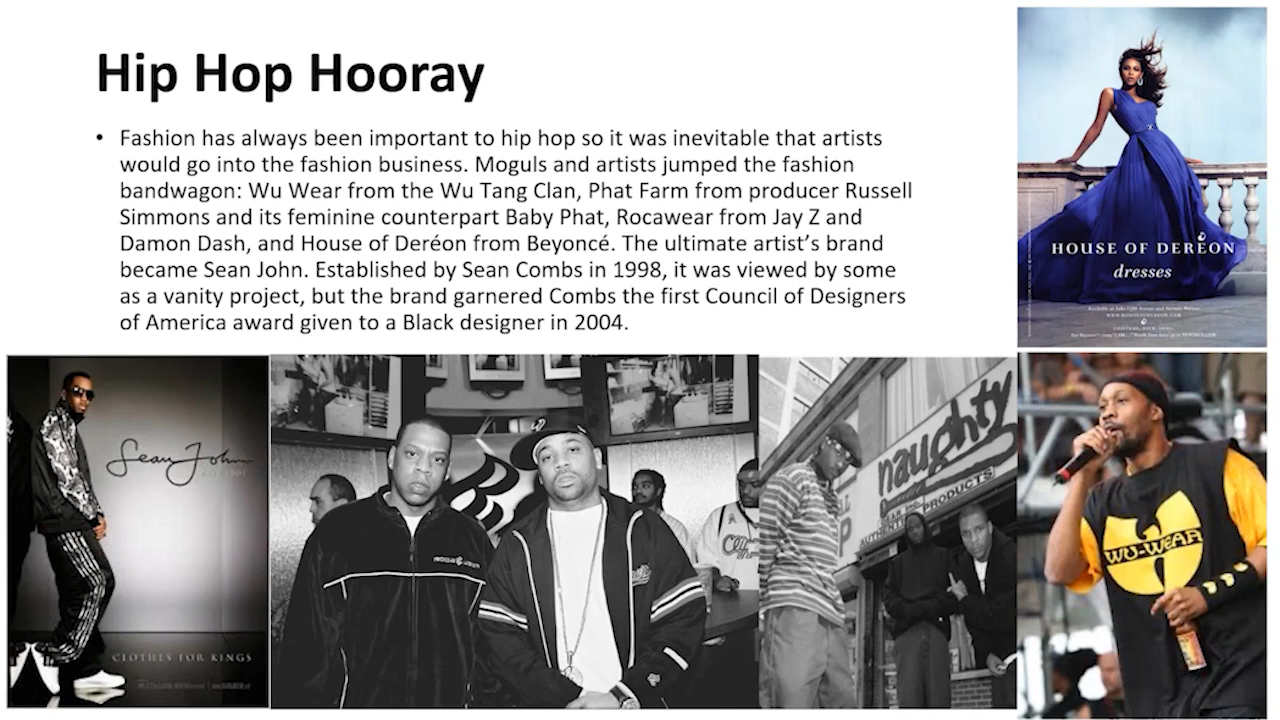 Hip Hop Hooray
• Fashion has always been important to hip hop so it was inevitable that artists
would go into the fashion business. Moguls and artists jumped the fashion
bandwagon: Wu Wear from the Wu Tang Clan, Phat Farm from producer Russell
Simmons and its feminine counterpart Baby Phat, Rocawear from Jay Z and
Damon Dash, and House of Deréon from Beyoncé. The ultimate artist’s brand
became Sean John. Established by Sean Combs in 1998, it was viewed by some
as a vanity project, but the brand garnered Combs the first Council of Designers
of America award given to a Black designer in 2004.
HOUSE OF DERÉON
dresses
Sean John
CLOTHES FOR KINGS
naughty
AUTHENTIC
PRODUCTS
WU-WEAR